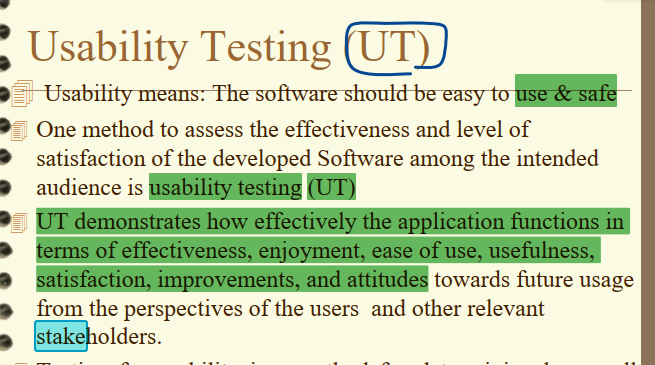 Usability Testing (UT)
Usability means: The software should be easy to use & safe
One method to assess the effectiveness and level of
satisfaction of the developed Software among the intended
audience is usability testing (UT)
UT demonstrates how effectively the application functions in
terms of effectiveness, enjoyment, ease of use, usefulness,
satisfaction, improvements, and attitudes towards future usage
from the perspectives of the users and other relevant
stakeholders.